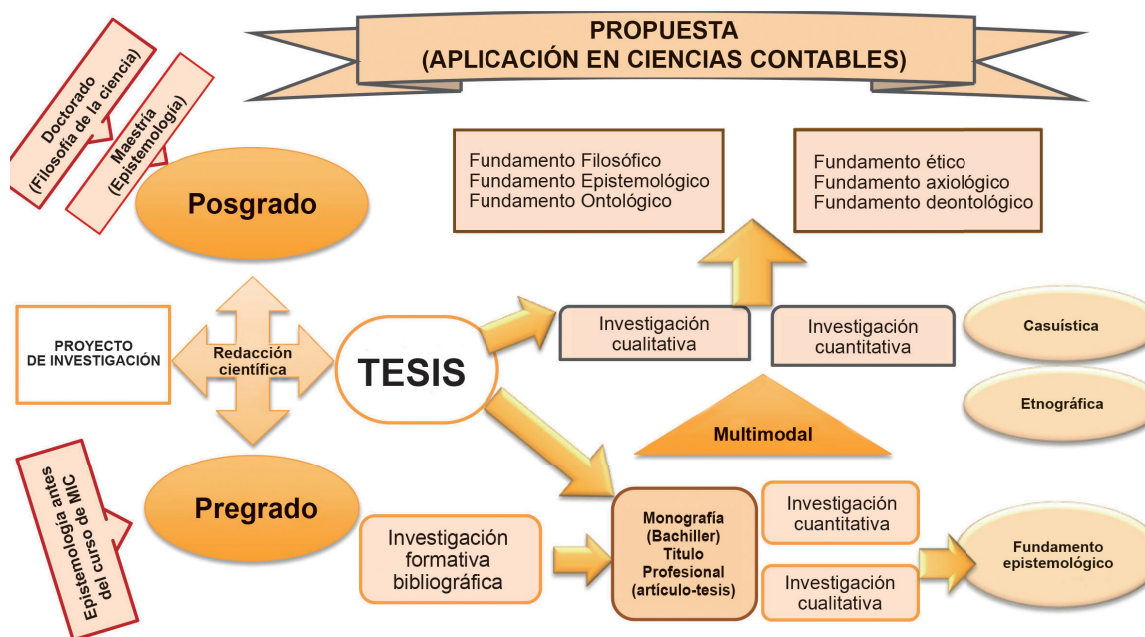 PROPUESTA
(APLICACIÓN EN CIENCIAS CONTABLES)
Doctorado
(Filosofía de la ciencia)
Maestría
(Epistemología)
Posgrado
Fundamento Filosófico
Fundamento Epistemológico
Fundamento Ontológico
Fundamento ético
Fundamento axiológico
Fundamento deontológico
PROYECTO
DE INVESTIGACIÓN
Redacción
científica
TESIS
Investigación
cualitativa
Investigación
cuantitativa
Casuística
Etnográfica
Multimodal
Epistemología antes
del curso de MIC
Pregrado
Investigación
formativa
bibliográfica
Monografía
(Bachiller)
Titulo
Profesional
(artículo-tesis)
Investigación
cuantitativa
Investigación
cualitativa
Fundamento
epistemológico